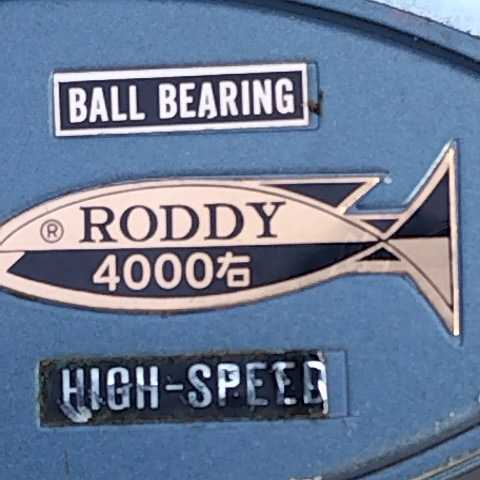 BALL BEARING
® RODDY
4000右
HIGH-SPEED